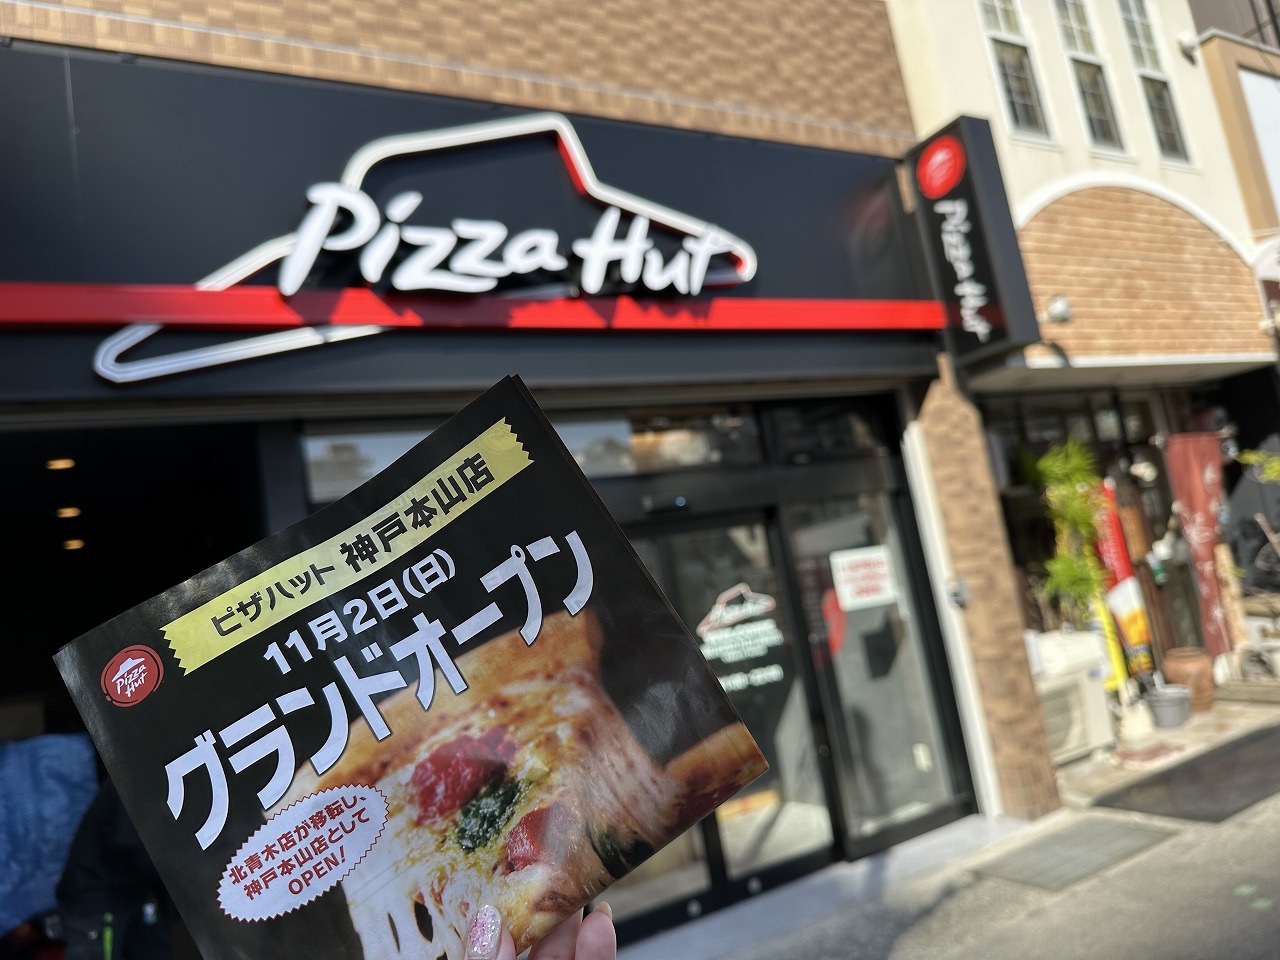 Pizza Hut
Pizza Hut
ピザハット 神戸本山店
11月2日(日)
グランドオープン
Pizza
Hut
北青木店が移転し、
神戸本山店として
OPEN!